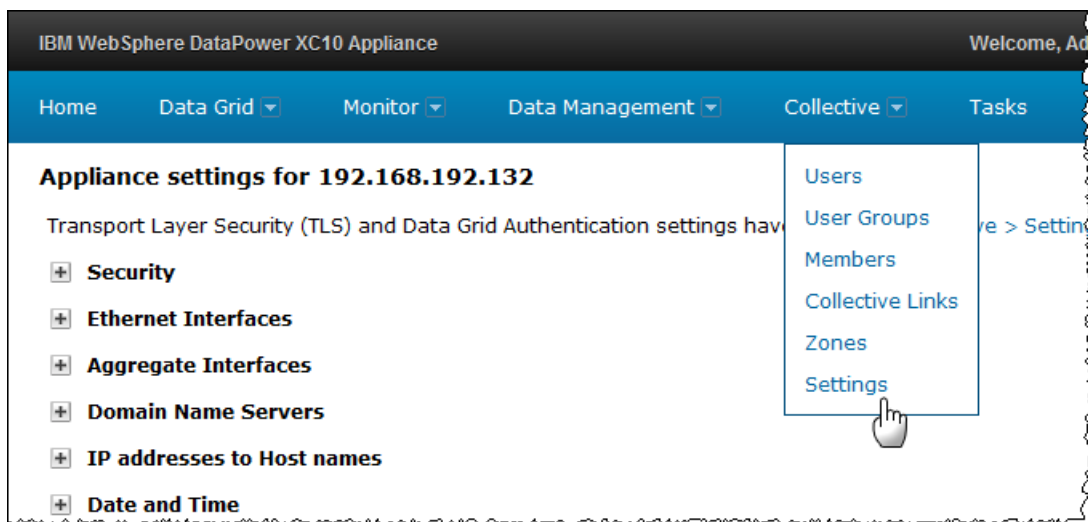 IBM WebSphere DataPower XC10 Appliance Welcome,
Home Data Grid Monitor Data Management Collective Tasks
Appliance settings for 192.168.192.132
Transport Layer Security (TLS) and Data Grid Authentication settings > 
Users
User Groups
Members
Collective Links
Zones
Settings
Security
Ethernet Interfaces
Aggregate Interfaces
Domain Name Servers
IP addresses to Host names
Date and Time